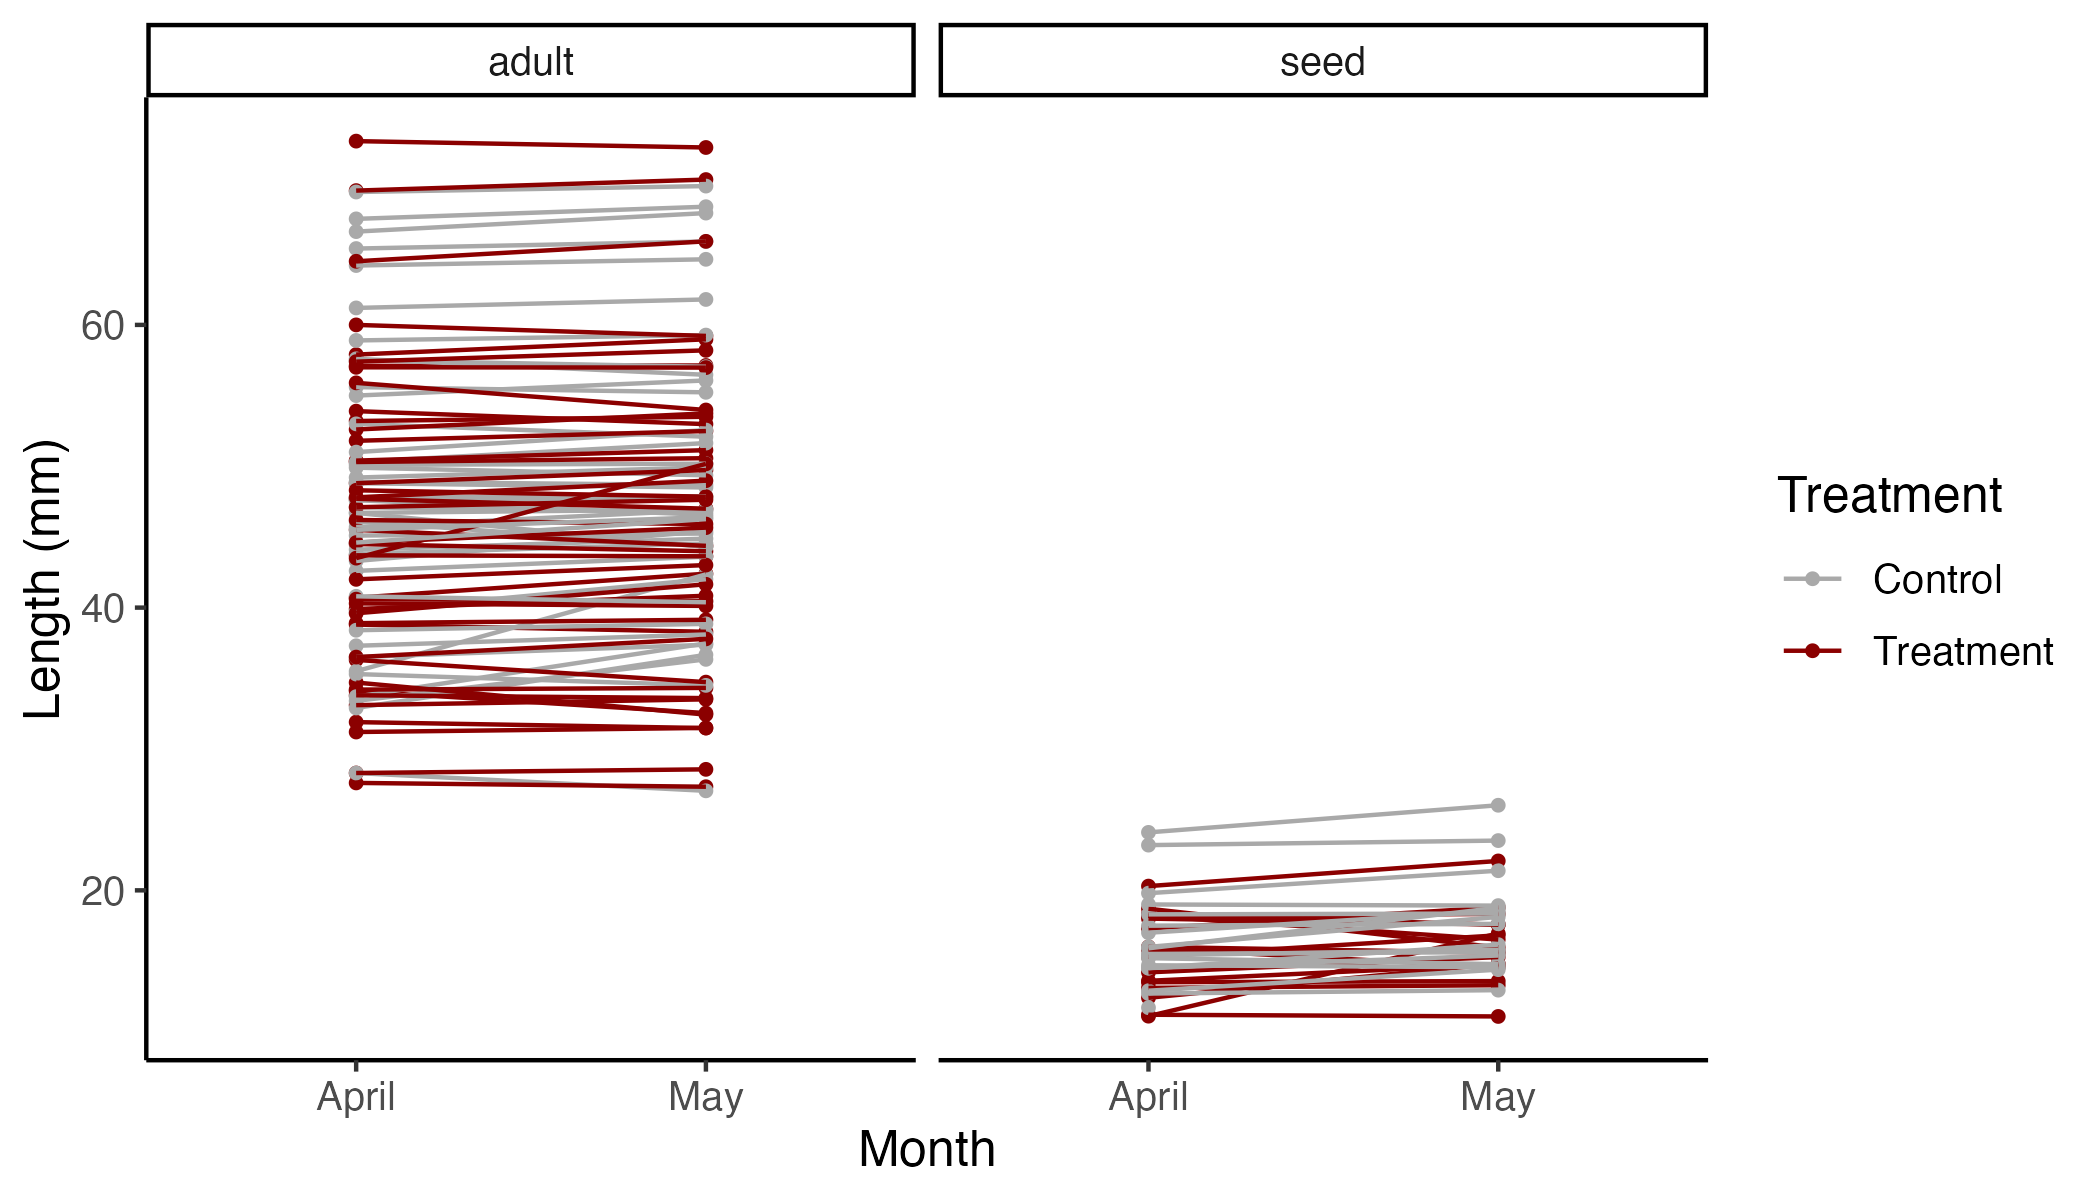 adult
seed
Length (mm)
60
40
20
April
May
April
May
Month
Treatment
Control
Treatment